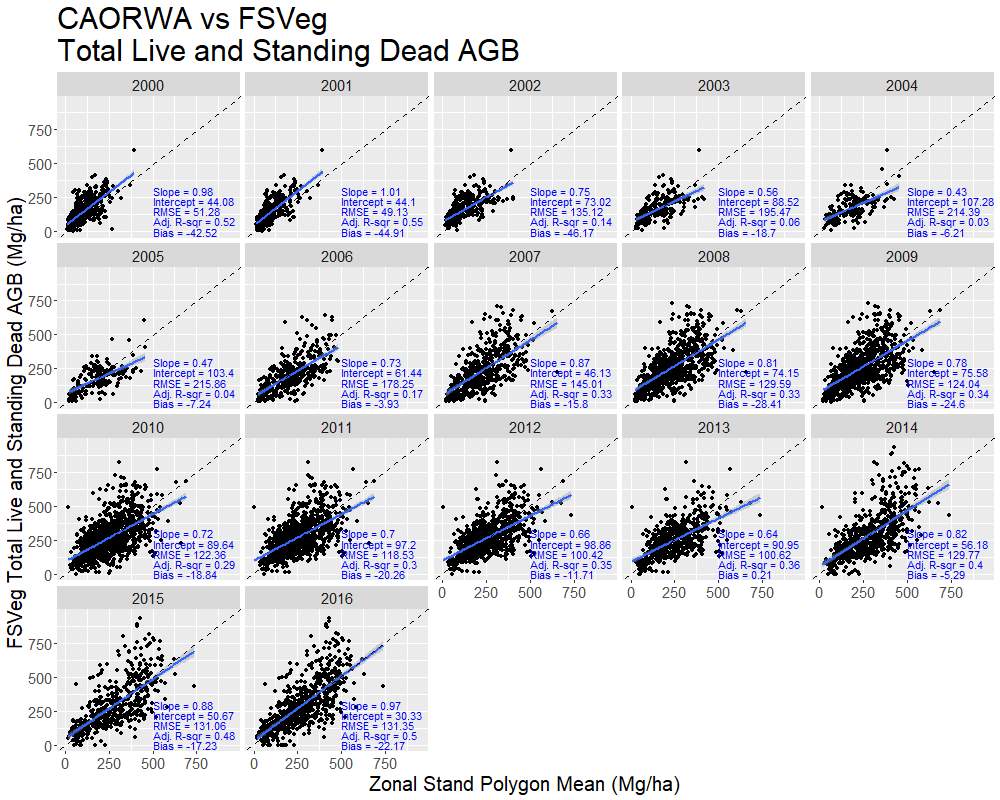 CAORWA vs FSVeg
Total Live and Standing Dead AGB
2000
2001
2002
2003
2004
750
500
250
0
Slope = 0.98
Intercept = 44.08
RMSE = 51.28
Adj. R-sqr = 0.52
Bias = -42.52
Slope = 1.01
Intercept = 44.1
RMSE = 49.13
Adj. R-sqr = 0.55
Bias = -44.91
Slope = 0.75
Intercept = 73.02
RMSE = 135.12
Adj. R-sqr = 0.14
Bias = -46.17
Slope = 0.56
Intercept = 88.52
RMSE = 195.47
Adj. R-sqr = 0.06
Bias = -18.7
Slope = 0.43
Intercept = 107.28
RMSE = 214.39
Adj. R-sqr = 0.03
Bias = -6.21
2005
2006
2007
2008
2009
750
500
250
0
Slope = 0.47
Intercept = 103.4
RMSE = 215.86
Adj. R-sqr = 0.04
Bias = -7.24
Slope = 0.73
Intercept = 61.44
RMSE = 178.25
Adj. R-sqr = 0.17
Bias = -3.93
Slope = 0.87
Intercept = 46.13
RMSE = 145.01
Adj. R-sqr = 0.33
Bias = -15.8
Slope = 0.81
Intercept = 74.15
RMSE = 129.59
Adj. R-sqr = 0.33
Bias = -28.41
Slope = 0.78
Intercept = 75.58
RMSE = 124.04
Adj. R-sqr = 0.34
Bias = -24.6
2010
2011
2012
2013
2014
750
500
250
0
Slope = 0.72
Intercept = 89.64
RMSE = 122.36
Adj. R-sqr = 0.29
Bias = -18.84
Slope = 0.7
Intercept = 97.2
RMSE = 118.53
Adj. R-sqr = 0.3
Bias = -20.26
Slope = 0.66
Intercept = 98.86
RMSE = 100.42
Adj. R-sqr = 0.35
Bias = -11.71
Slope = 0.64
Intercept = 90.95
RMSE = 100.62
Adj. R-sqr = 0.36
Bias = 0.21
Slope = 0.82
Intercept = 56.18
RMSE = 129.77
Adj. R-sqr = 0.4
Bias = -5.29
0 250 500 750
0 250 500 750
0 250 500 750
2015
2016
750
500
250
0
Slope = 0.88
Intercept = 50.67
RMSE = 131.06
Adj. R-sqr = 0.48
Bias = -17.23
Slope = 0.97
Intercept = 30.33
RMSE = 131.35
Adj. R-sqr = 0.5
Bias = -22.17
0 250 500 750
0 250 500 750
Zonal Stand Polygon Mean (Mg/ha)
FSVeg Total Live and Standing Dead AGB (Mg/ha)